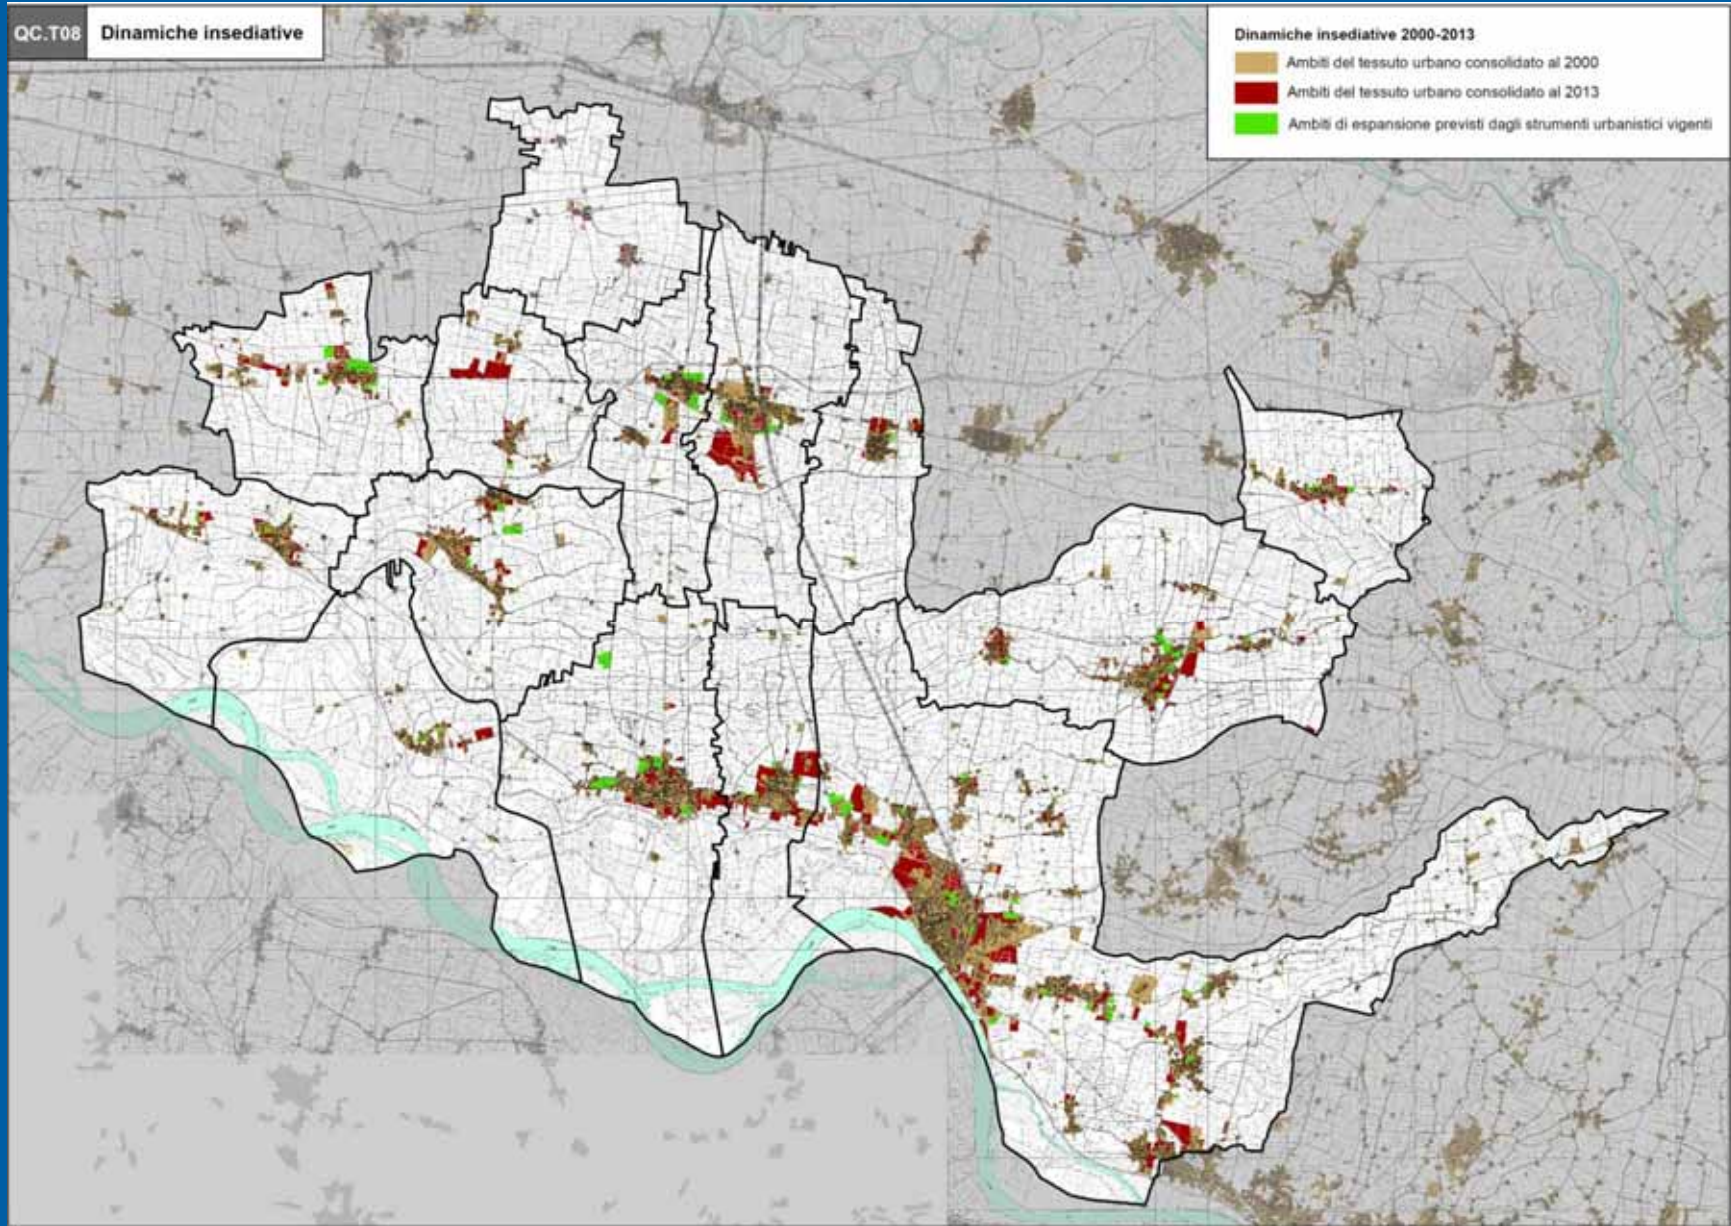 QC.T08 Dinamiche insediative
Dinamiche insediative 2000-2013
Ambiti del tessuto urbano consolidato al 2000
Ambiti del tessuto urbano consolidato al 2013
Ambiti di espansione previsti dagli strumenti urbanistici vigenti